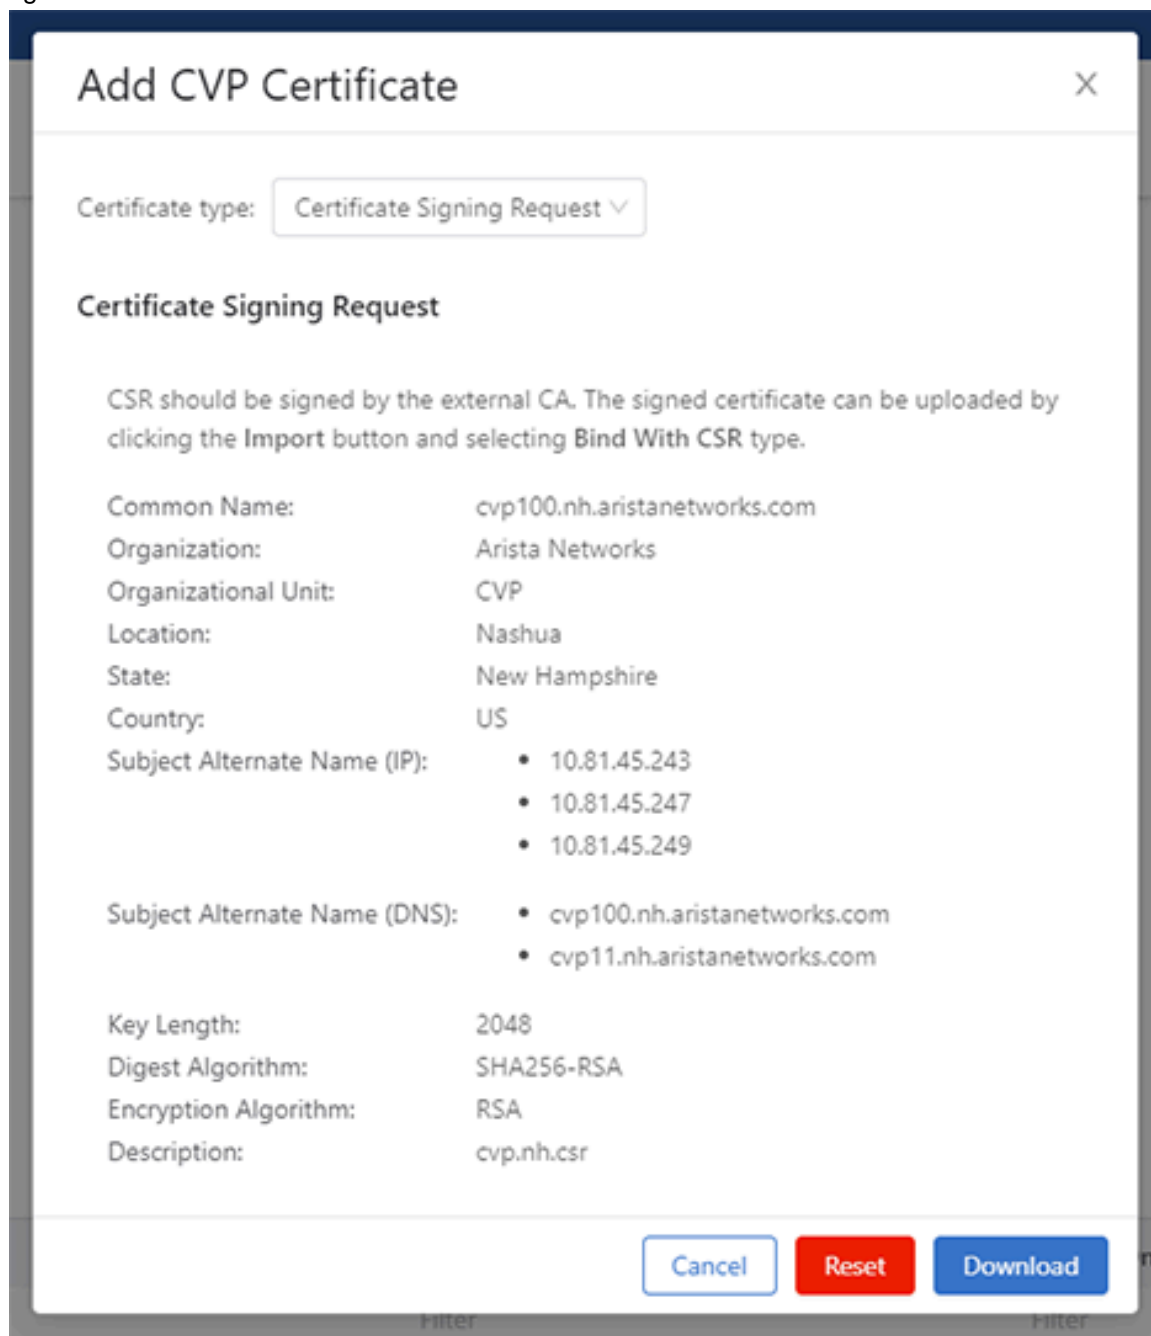 Add CVP Certificate
Certificate type: Certificate Signing Request
Certificate Signing Request
CSR should be signed by the external CA. The signed certificate can be uploaded by
clicking the Import button and selecting Bind With CSR type.
Common Name: cvp100.nh.aristanetworks.com
Organization: Arista Networks
Organizational Unit: CVP
Location: Nashua
State: New Hampshire
Country: US
Subject Alternate Name (IP): • 10.81.45.243
• 10.81.45.247
• 10.81.45.249
Subject Alternate Name (DNS): • cvp100.nh.aristanetworks.com
• cvp11.nh.aristanetworks.com
Key Length: 2048
Digest Algorithm: SHA256-RSA
Encryption Algorithm: RSA
Description: cvp.nh.csr
Cancel Reset Download
Filter Filter